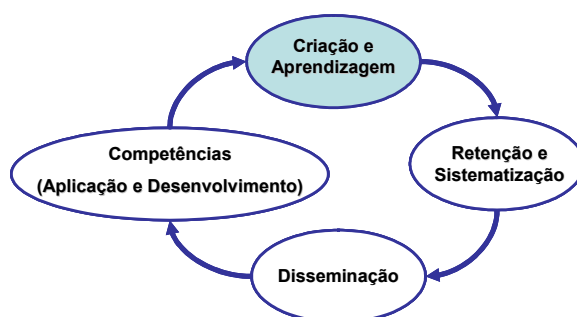 Criação e
Aprendizagem
Retenção e
Sistematização
Disseminação
Competências
(Aplicação e Desenvolvimento)